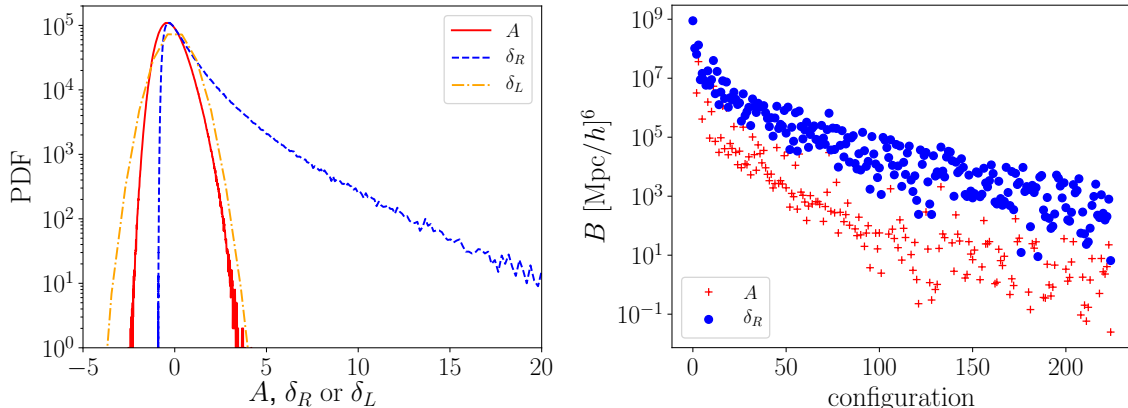 PDF
10^5
10^4
10^3
10^2
10^1
10^0
−5
0
5
10
15
20
A, δ_R or δ_L
A
δ_R
δ_L
B [Mpc/h]^6
10^9
10^7
10^5
10^3
10^1
10^−1
0
50
100
150
200
configuration
A
δ_R